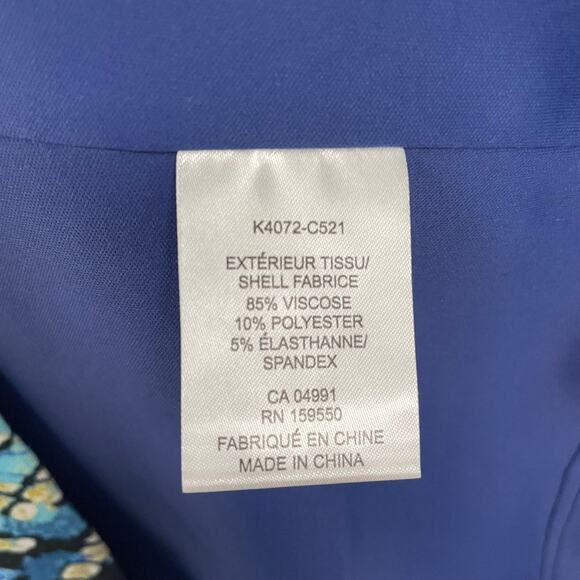 K4072-C521
EXTÉRIEUR TISSU/
SHELL FABRICE
85% VISCOSE
10% POLYESTER
5% ÉLASTHANNE/
SPANDEX
CA 04991
RN 159550
FABRIQUÉ EN CHINE
MADE IN CHINA